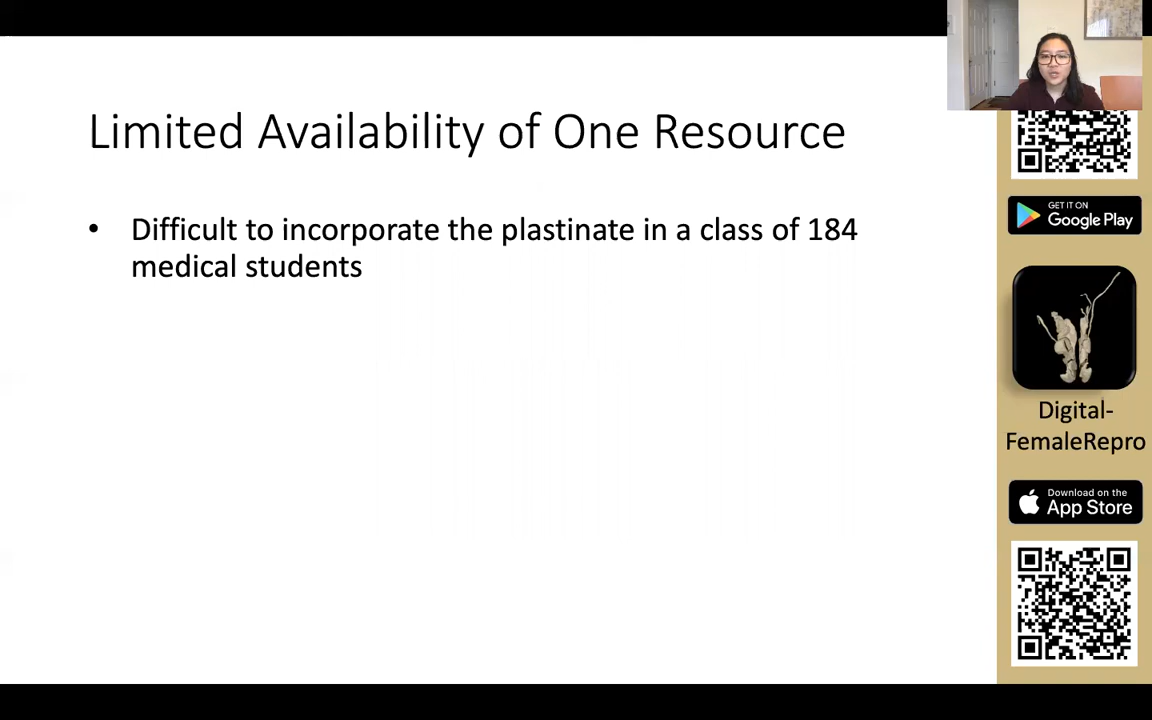 Limited Availability of One Resource
• Difficult to incorporate the plastinate in a class of 184
medical students
GET IT ON
Google Play
Digital-
FemaleRepro
Download on the
App Store